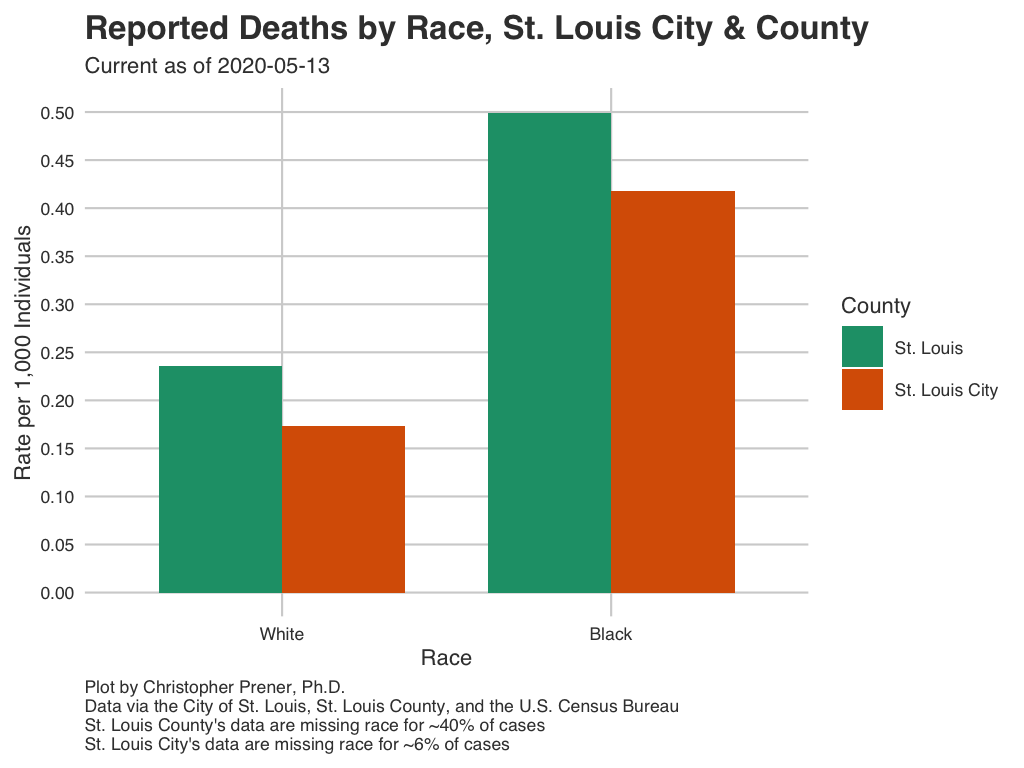 Reported Deaths by Race, St. Louis City & County
Current as of 2020-05-13
Rate per 1,000 Individuals
0.50
0.45
0.40
0.35
0.30
0.25
0.20
0.15
0.10
0.05
0.00
White
Black
Race
County
St. Louis
St. Louis City
Plot by Christopher Prener, Ph.D.
Data via the City of St. Louis, St. Louis County, and the U.S. Census Bureau
St. Louis County's data are missing race for ~40% of cases
St. Louis City's data are missing race for ~6% of cases